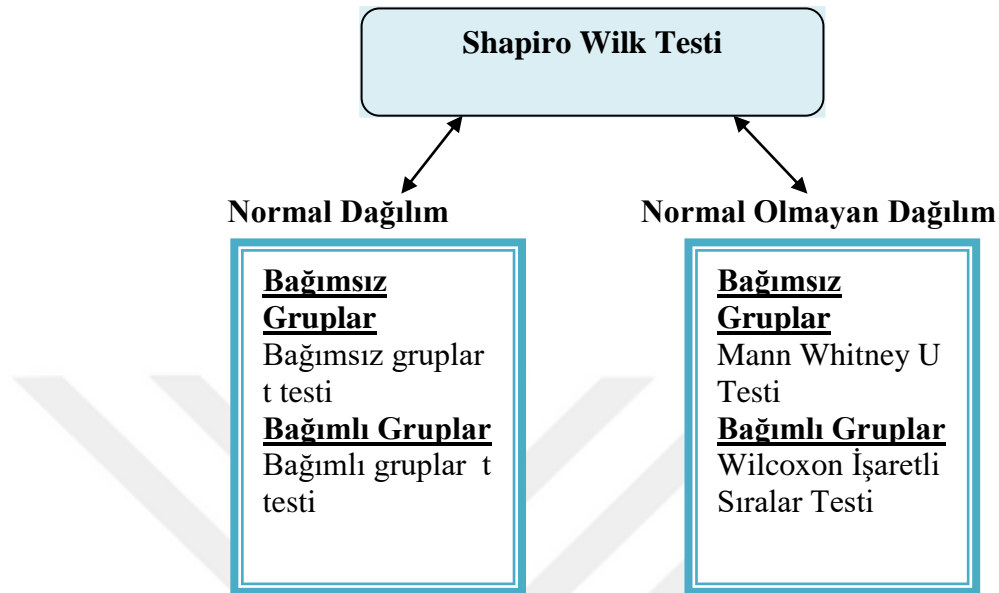 Shapiro Wilk Testi
Normal Dağılım
Normal Olmayan Dağılım
Bağımsız
Gruplar
Bağımsız gruplar
t testi
Bağımlı Gruplar
Bağımlı gruplar t
testi
Bağımsız
Gruplar
Mann Whitney U
Testi
Bağımlı Gruplar
Wilcoxon İşaretli
Sıralar Testi